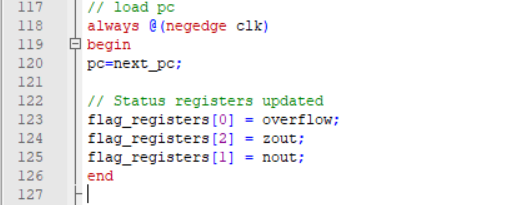 117 // load pc
118 always @(negedge clk)
119 begin
120 pc=next_pc;
121
122 // Status registers updated
123 flag_registers[0] = overflow;
124 flag_registers[2] = zout;
125 flag_registers[1] = nout;
126 end
127